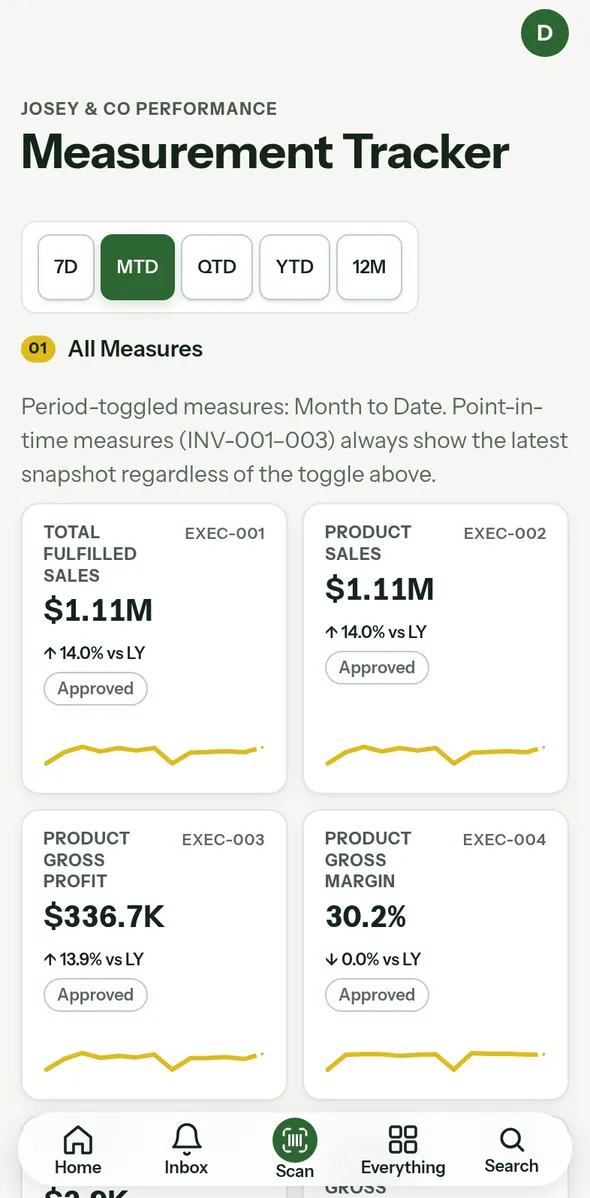 D
JOSEY & CO PERFORMANCE
Measurement Tracker
7D MTD QTD YTD 12M
01 All Measures
Period-toggled measures: Month to Date. Point-in-
time measures (INV-001–003) always show the latest
snapshot regardless of the toggle above.
TOTAL
FULFILLED
SALES
EXEC-001
$1.11M
↑ 14.0% vs LY
Approved
PRODUCT
SALES
EXEC-002
$1.11M
↑ 14.0% vs LY
Approved
PRODUCT
GROSS
PROFIT
EXEC-003
$336.7K
↑ 13.9% vs LY
Approved
PRODUCT
GROSS
MARGIN
EXEC-004
30.2%
↓ 0.0% vs LY
Approved
GROSS
Home Inbox Scan Everything Search